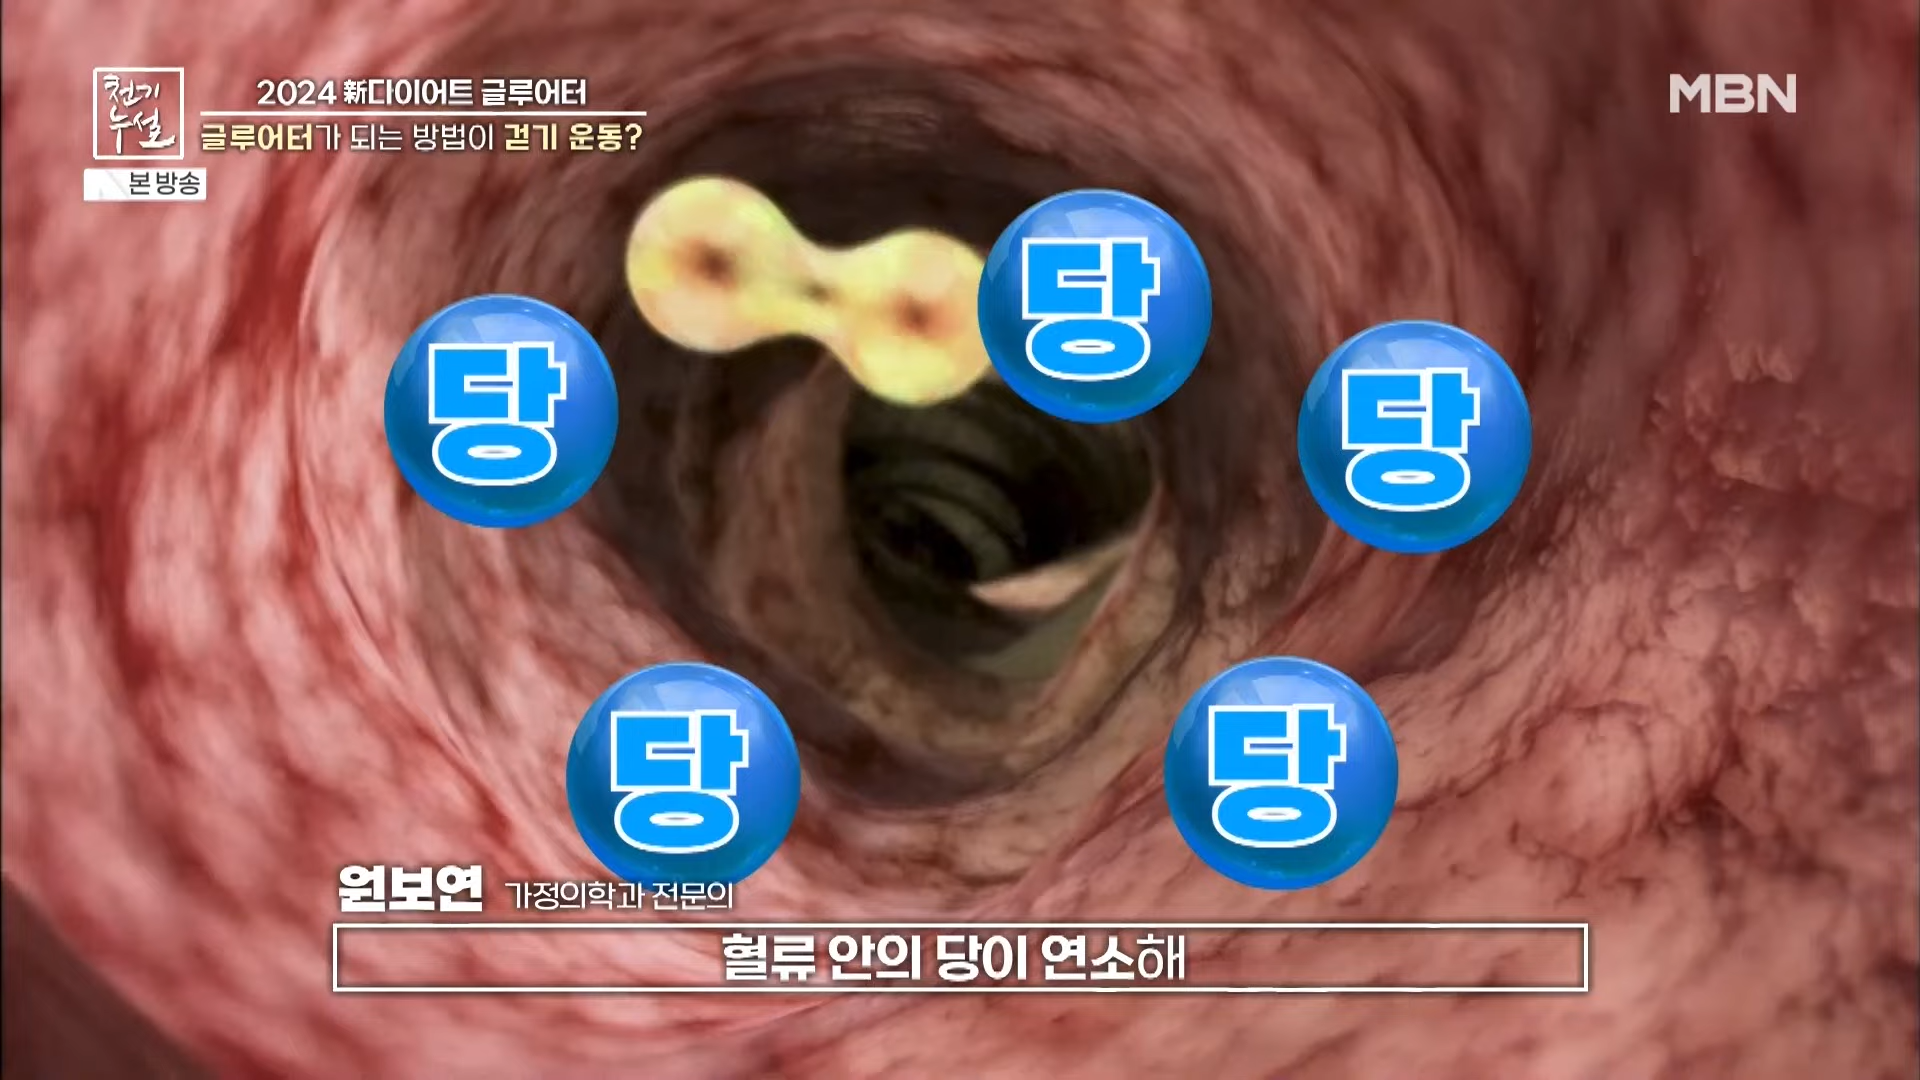 천기누설
2024 新다이어트 글루어터
글루어터가 되는 방법이 걷기 운동?
본방송
MBN
당
당
당
당
당
원보연 가정의학과 전문의
혈류 안의 당이 연소해